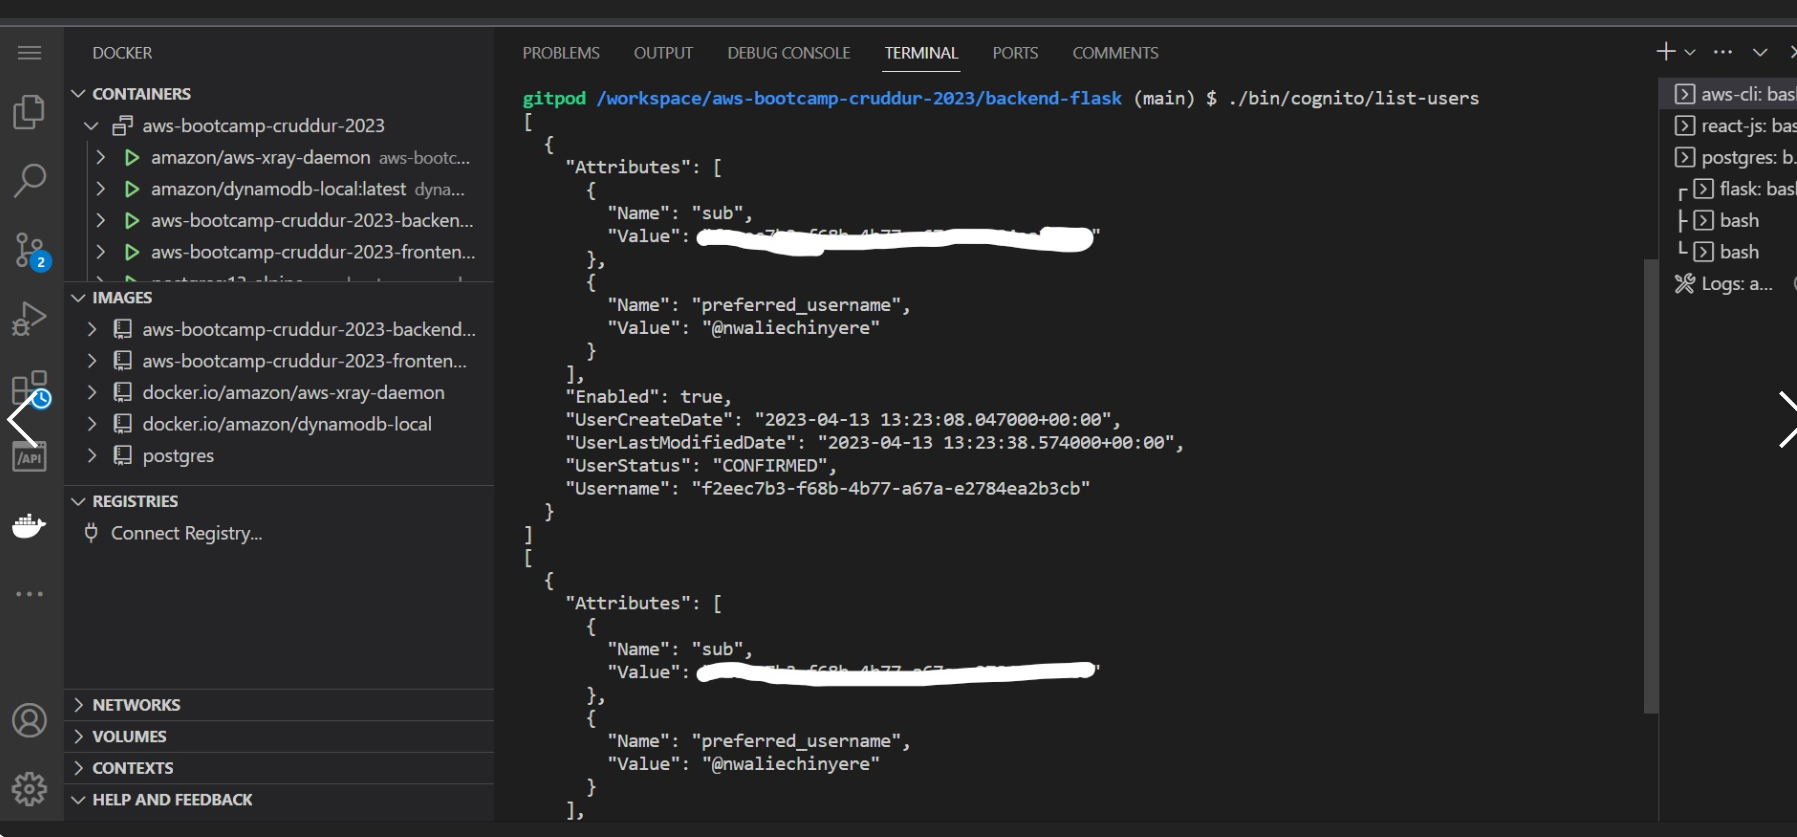 DOCKER
CONTAINERS
aws-bootcamp-cruddur-2023
amazon/aws-xray-daemon aws-bootc...
amazon/dynamodb-local:latest dyna...
aws-bootcamp-cruddur-2023-backen...
aws-bootcamp-cruddur-2023-fronten...
IMAGES
aws-bootcamp-cruddur-2023-backend...
aws-bootcamp-cruddur-2023-fronten...
docker.io/amazon/aws-xray-daemon
docker.io/amazon/dynamodb-local
postgres
REGISTRIES
Connect Registry...
NETWORKS
VOLUMES
CONTEXTS
HELP AND FEEDBACK
2
/API
PROBLEMS OUTPUT DEBUG CONSOLE TERMINAL PORTS COMMENTS
gitpod /workspace/aws-bootcamp-cruddur-2023/backend-flask (main) $ ./bin/cognito/list-users
[
{
"Attributes": [
{
"Name": "sub",
"Value": "
},
{
"Name": "preferred_username",
"Value": "@nwaliechinyere"
}
],
"Enabled": true,
"UserCreateDate": "2023-04-13 13:23:08.047000+00:00",
"UserLastModifiedDate": "2023-04-13 13:23:38.574000+00:00",
"UserStatus": "CONFIRMED",
"Username": "f2eec7b3-f68b-4b77-a67a-e2784ea2b3cb"
}
]
[
{
"Attributes": [
{
"Name": "sub",
"Value": "
},
{
"Name": "preferred_username",
"Value": "@nwaliechinyere"
}
],
aws-cli: bas
react-js: bas
postgres: b...
flask: bas
bash
bash
Logs: a...